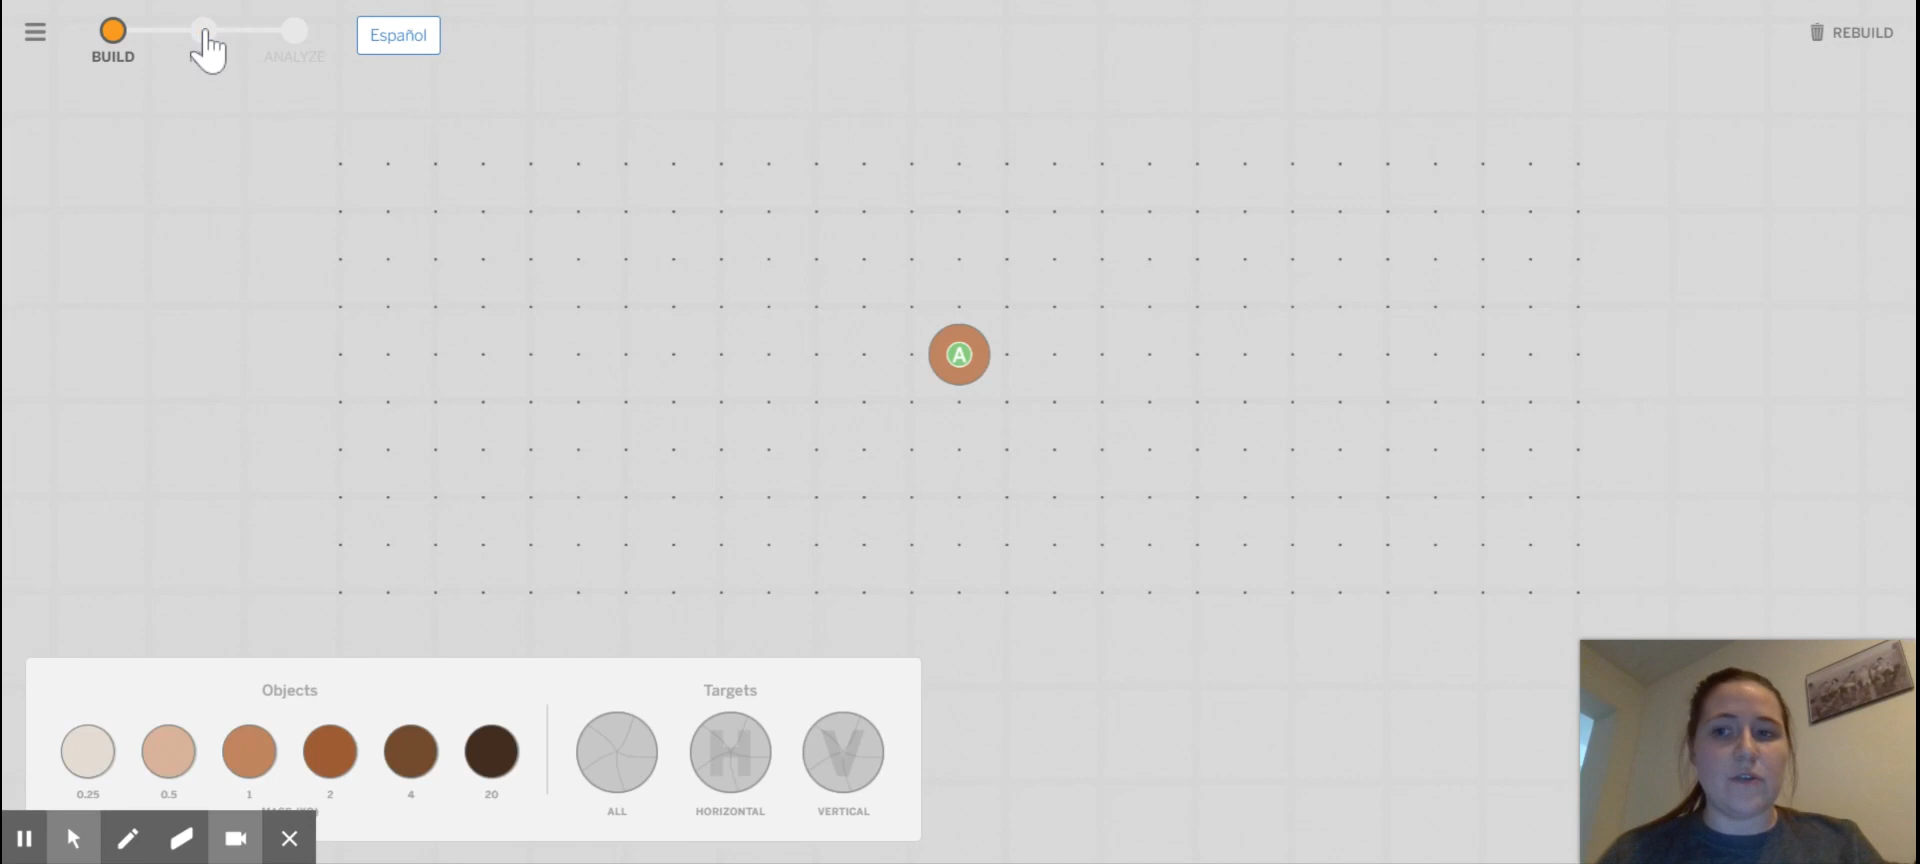 BUILD
ANALYZE
Español
REBUILD
A
Objects
Targets
H
V
0.25
0.5
1
2
4
20
ALL
HORIZONTAL
VERTICAL